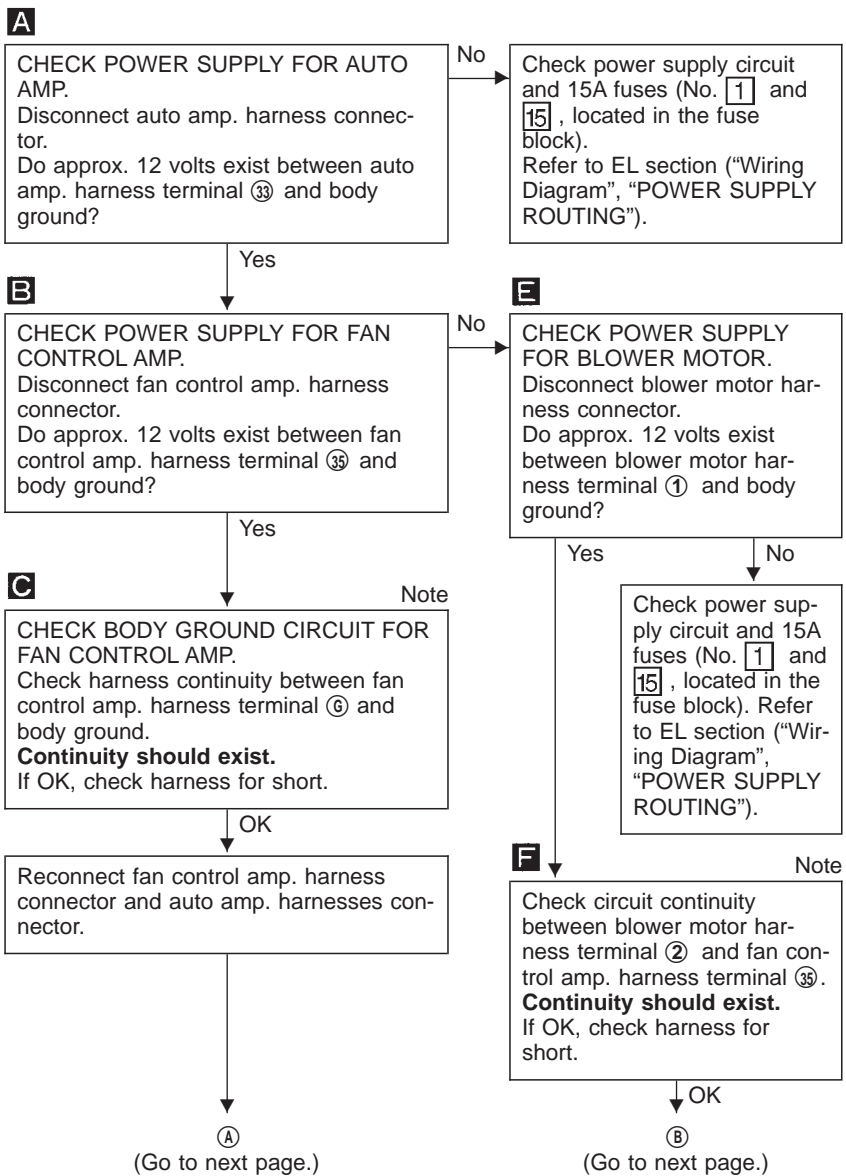 A
CHECK POWER SUPPLY FOR AUTO
AMP.
Disconnect auto amp. harness connec-
tor.
Do approx. 12 volts exist between auto
amp. harness terminal ㉝ and body
ground?
No
Check power supply circuit
and 15A fuses (No. 1 and
15 , located in the fuse
block).
Refer to EL section (“Wiring
Diagram”, “POWER SUPPLY
ROUTING”).
Yes
B
CHECK POWER SUPPLY FOR FAN
CONTROL AMP.
Disconnect fan control amp. harness
connector.
Do approx. 12 volts exist between fan
control amp. harness terminal ㉟ and
body ground?
No
E
CHECK POWER SUPPLY
FOR BLOWER MOTOR.
Disconnect blower motor har-
ness connector.
Do approx. 12 volts exist
between blower motor har-
ness terminal ① and body
ground?
Yes
Yes
No
Check power sup-
ply circuit and 15A
fuses (No. 1 and
15 , located in the
fuse block). Refer
to EL section (“Wir-
ing Diagram”,
“POWER SUPPLY
ROUTING”).
C
Note
CHECK BODY GROUND CIRCUIT FOR
FAN CONTROL AMP.
Check harness continuity between fan
control amp. harness terminal Ⓖ and
body ground.
Continuity should exist.
If OK, check harness for short.
OK
Reconnect fan control amp. harness
connector and auto amp. harnesses con-
nector.
F
Note
Check circuit continuity
between blower motor har-
ness terminal ② and fan con-
trol amp. harness terminal ㉟.
Continuity should exist.
If OK, check harness for
short.
OK
Ⓐ
(Go to next page.)
Ⓑ
(Go to next page.)